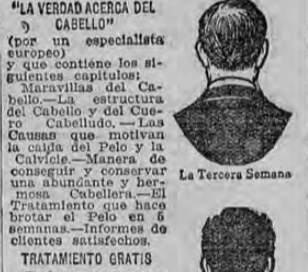 "LA VERDAD ACERCA DEL
CABELLO"
(por un especialista
europeo)
y que contiene los si-
guientes capítulos:
Maravillas del Ca-
bello.—La estructura
del Cabello y del Cue-
ro Cabelludo.—Las
Causas que motivan
la caída del Pelo y la
Calvicie.—Manera de
conseguir y conservar
una abundante y her-
mosa Cabellera.—El
Tratamiento que hace
brotar el Pelo en 6
semanas.—Informes de
clientes satisfechos.
TRATAMIENTO GRATIS
La Tercera Semana